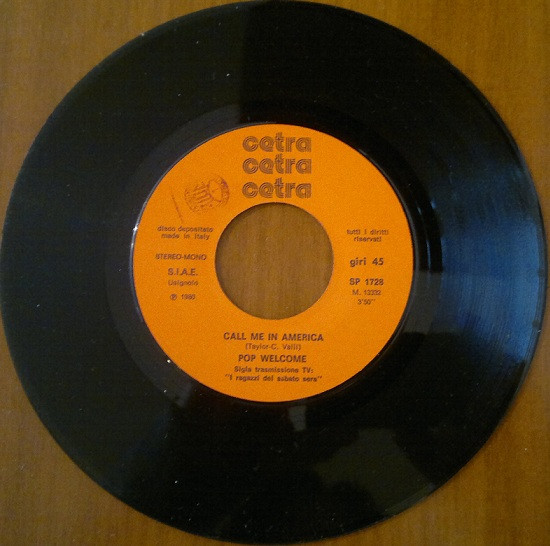 cetra
cetra
cetra
disco depositato
made in Italy
tutti i diritti
riservati
STEREO-MONO
giri 45
S.I.A.E.
Usignolo
SP 1728
℗ 1980
M. 13333
3'50"
CALL ME IN AMERICA
(Taylor-C. Valli)
POP WELCOME
Sigla trasmissione TV:
"I ragazzi del sabato sera"